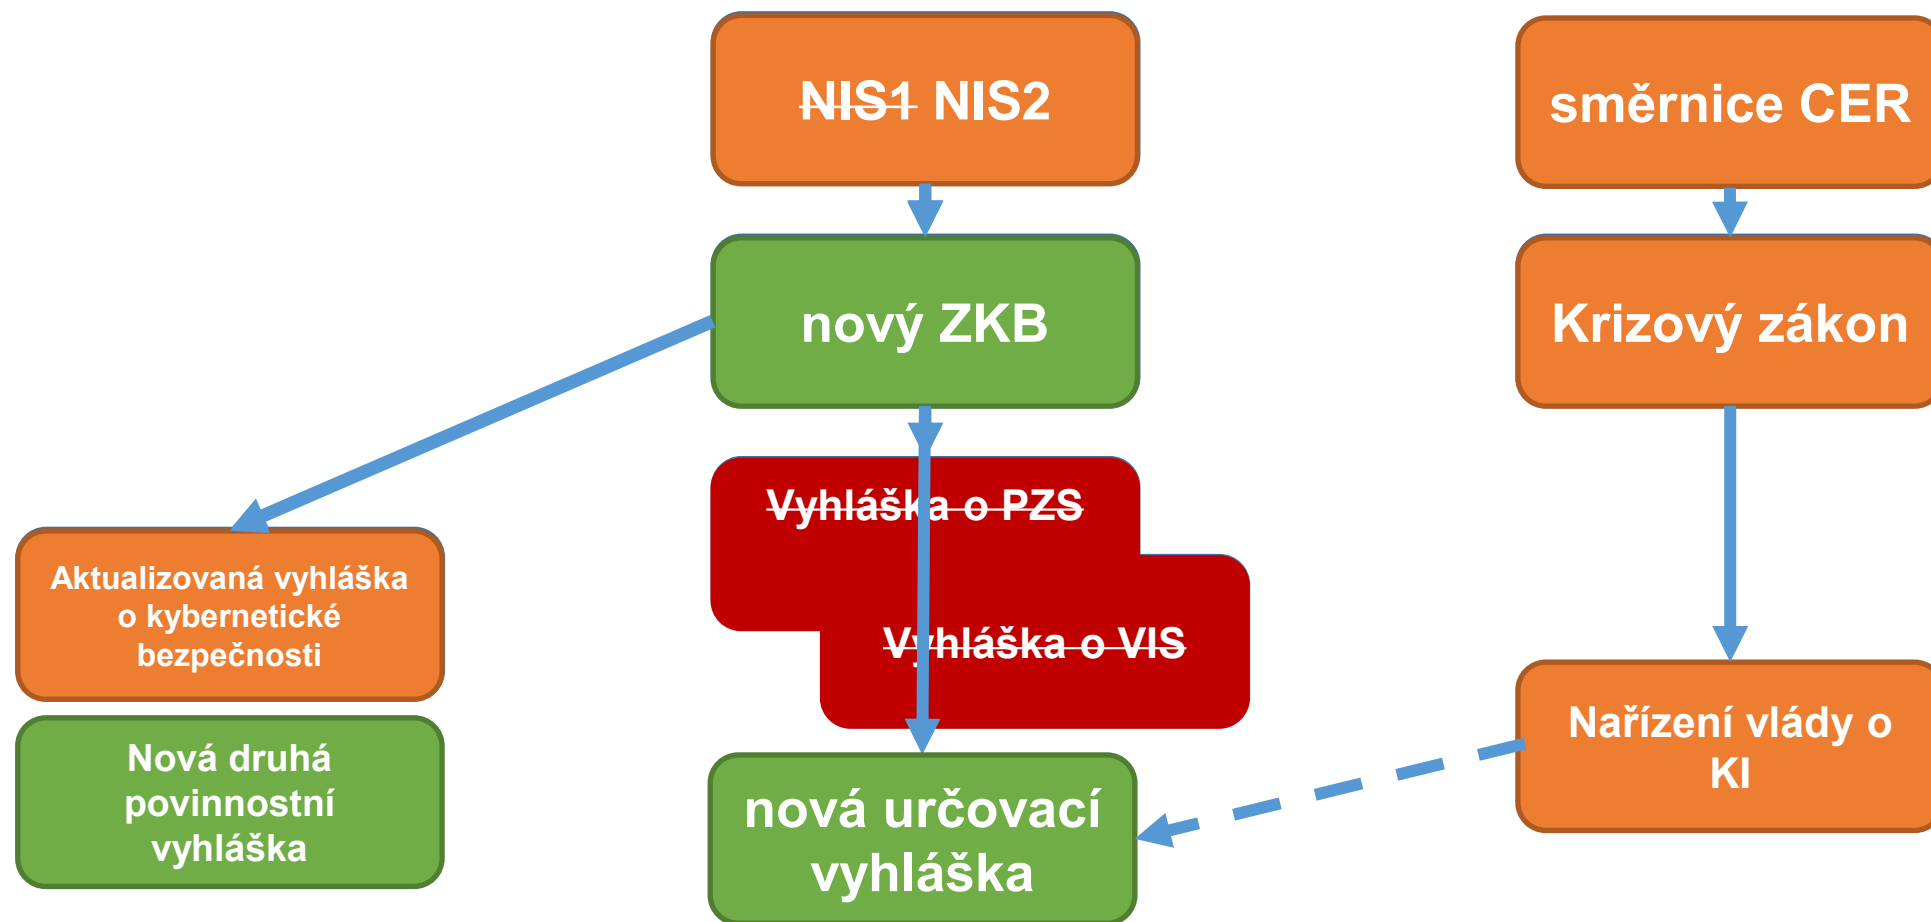 NIS1 NIS2
směrnice CER
nový ZKB
Krizový zákon
Vyhláška o PZS
Aktualizovaná vyhláška
o kybernetické
bezpečnosti
Vyhláška o VIS
Nová druhá
povinnostní
vyhláška
nová určovací
vyhláška
Nařízení vlády o
KI